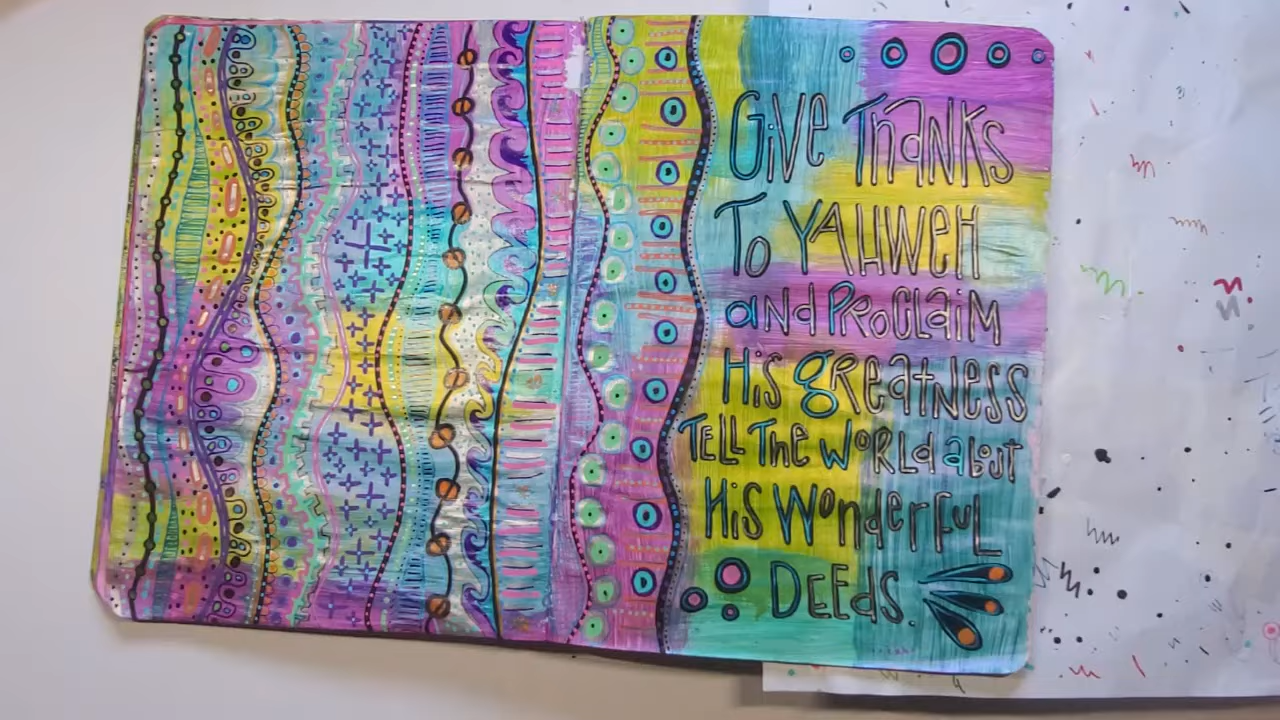 GiVE ThaNKS
To YAHWEH
and ProClaiM
His greatNESS
TELL The WORLd about
His WonderFuL
DEEds.